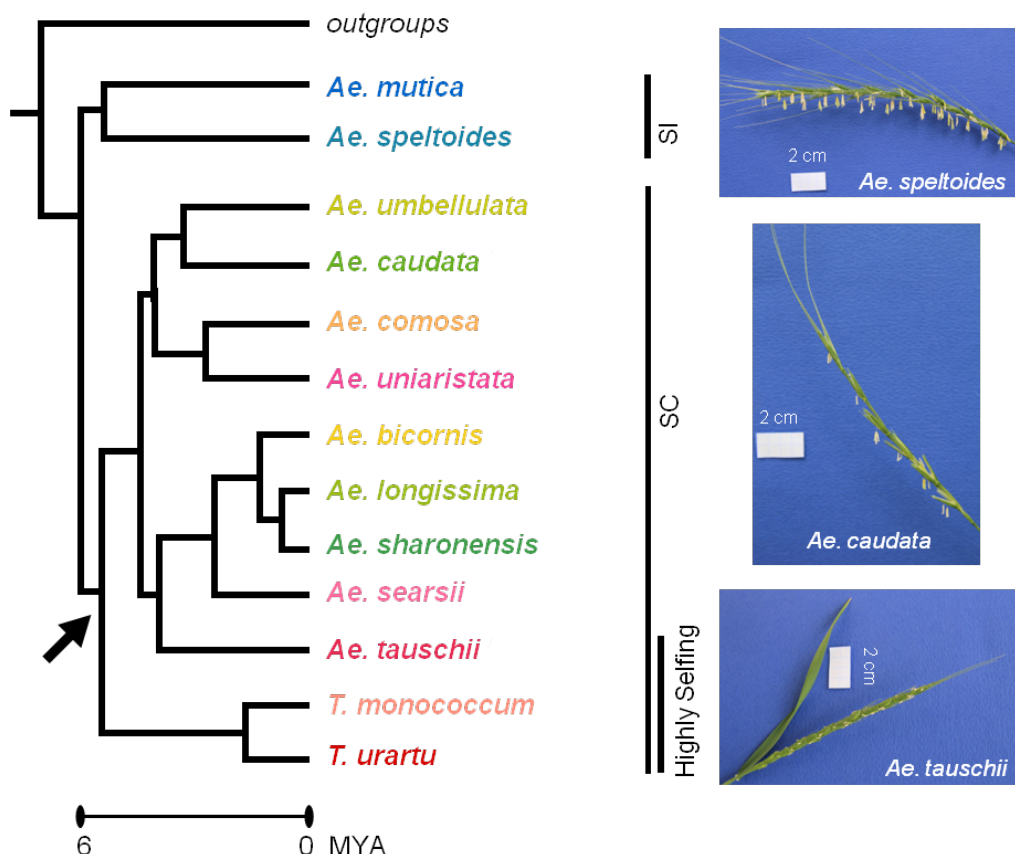 outgroups
Ae. mutica
Ae. speltoides
Ae. umbellulata
Ae. caudata
Ae. comosa
Ae. uniaristata
Ae. bicornis
Ae. longissima
Ae. sharonensis
Ae. searsii
Ae. tauschii
T. monococcum
T. urartu
6 0 MYA
SI
SC
Highly Selfing
2 cm
Ae. speltoides
2 cm
Ae. caudata
2 cm
Ae. tauschii